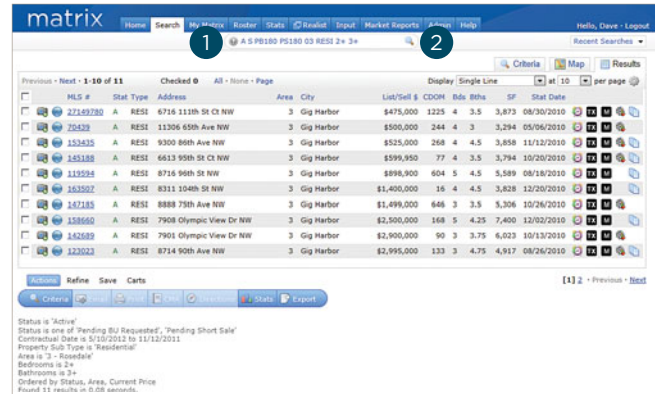 matrix
Home Search My Matrix Roster Stats Realist Input Market Reports Admin Help
Hello, Dave - Logout
1
A S PB180 PS180 03 RESI 2+ 3+
2
Recent Searches
Criteria Map Results
Previous - Next - 1-10 of 11 Checked 0 All - None - Page Display Single Line at 10 per page
MLS # Stat Type Address Area City List/Sell $ CDOM Bds Bths SF Stat Date
27149780 A RESI 6716 111th St Ct NW 3 Gig Harbor $475,000 1225 4 3.5 3,873 08/30/2010 TX M
70439 A RESI 11306 65th Ave NW 3 Gig Harbor $500,000 244 4 3 3,294 05/06/2010 TX M
153435 A RESI 9300 86th Ave NW 3 Gig Harbor $525,000 268 4 4.5 3,858 11/12/2010 TX M
145188 A RESI 6613 95th St Ct NW 3 Gig Harbor $599,950 77 4 3.5 3,794 10/20/2010 TX M
119594 A RESI 8716 96th St NW 3 Gig Harbor $898,900 604 5 4.5 5,589 08/18/2010 TX M
163507 A RESI 8311 104th St NW 3 Gig Harbor $1,400,000 16 4 4.5 3,828 12/20/2010 TX M
147185 A RESI 8888 75th Ave NW 3 Gig Harbor $1,499,000 646 3 3.5 5,306 10/26/2010 TX M
158660 A RESI 7908 Olympic View Dr NW 3 Gig Harbor $2,500,000 168 5 4.25 7,400 12/02/2010 TX M
142689 A RESI 7901 Olympic View Dr NW 3 Gig Harbor $2,900,000 90 3 3.75 6,023 10/13/2010 TX M
123023 A RESI 8714 90th Ave NW 3 Gig Harbor $2,995,000 133 3 4.75 4,917 08/26/2010 TX M
Actions Refine Save Carts [1] 2 - Previous - Next
Criteria Email Print CMA Directions Stats Export
Status is 'Active'
Status is one of 'Pending BU Requested', 'Pending Short Sale'
Contractual Date is 5/10/2012 to 11/12/2011
Property Sub Type is 'Residential'
Area is '3 - Rosedale'
Bedrooms is 2+
Bathrooms is 3+
Ordered by Status, Area, Current Price
Found 11 results in 0.08 seconds.